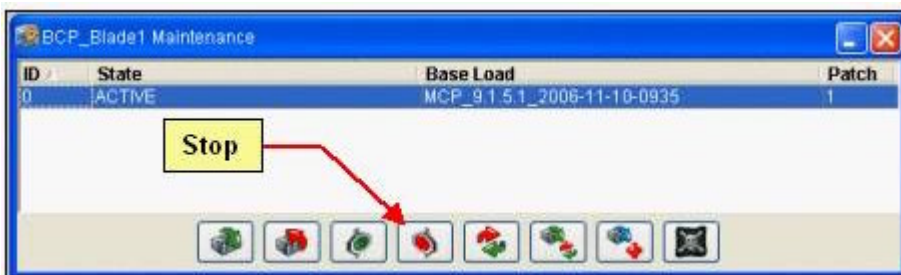 BCP_Blade1 Maintenance
ID State Base Load Patch
0 ACTIVE MCP_9.1.5.1_2006-11-10-0935 1
Stop